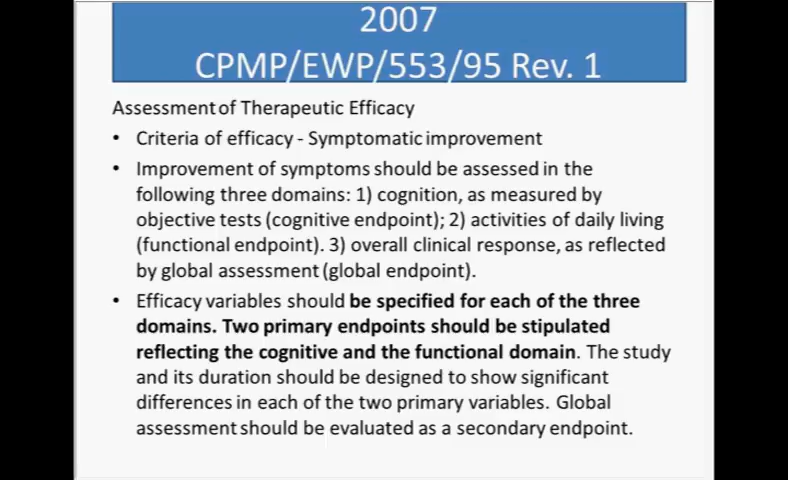 2007
CPMP/EWP/553/95 Rev. 1
Assessment of Therapeutic Efficacy
• Criteria of efficacy - Symptomatic improvement
• Improvement of symptoms should be assessed in the
following three domains: 1) cognition, as measured by
objective tests (cognitive endpoint); 2) activities of daily living
(functional endpoint). 3) overall clinical response, as reflected
by global assessment (global endpoint).
• Efficacy variables should be specified for each of the three
domains. Two primary endpoints should be stipulated
reflecting the cognitive and the functional domain. The study
and its duration should be designed to show significant
differences in each of the two primary variables. Global
assessment should be evaluated as a secondary endpoint.